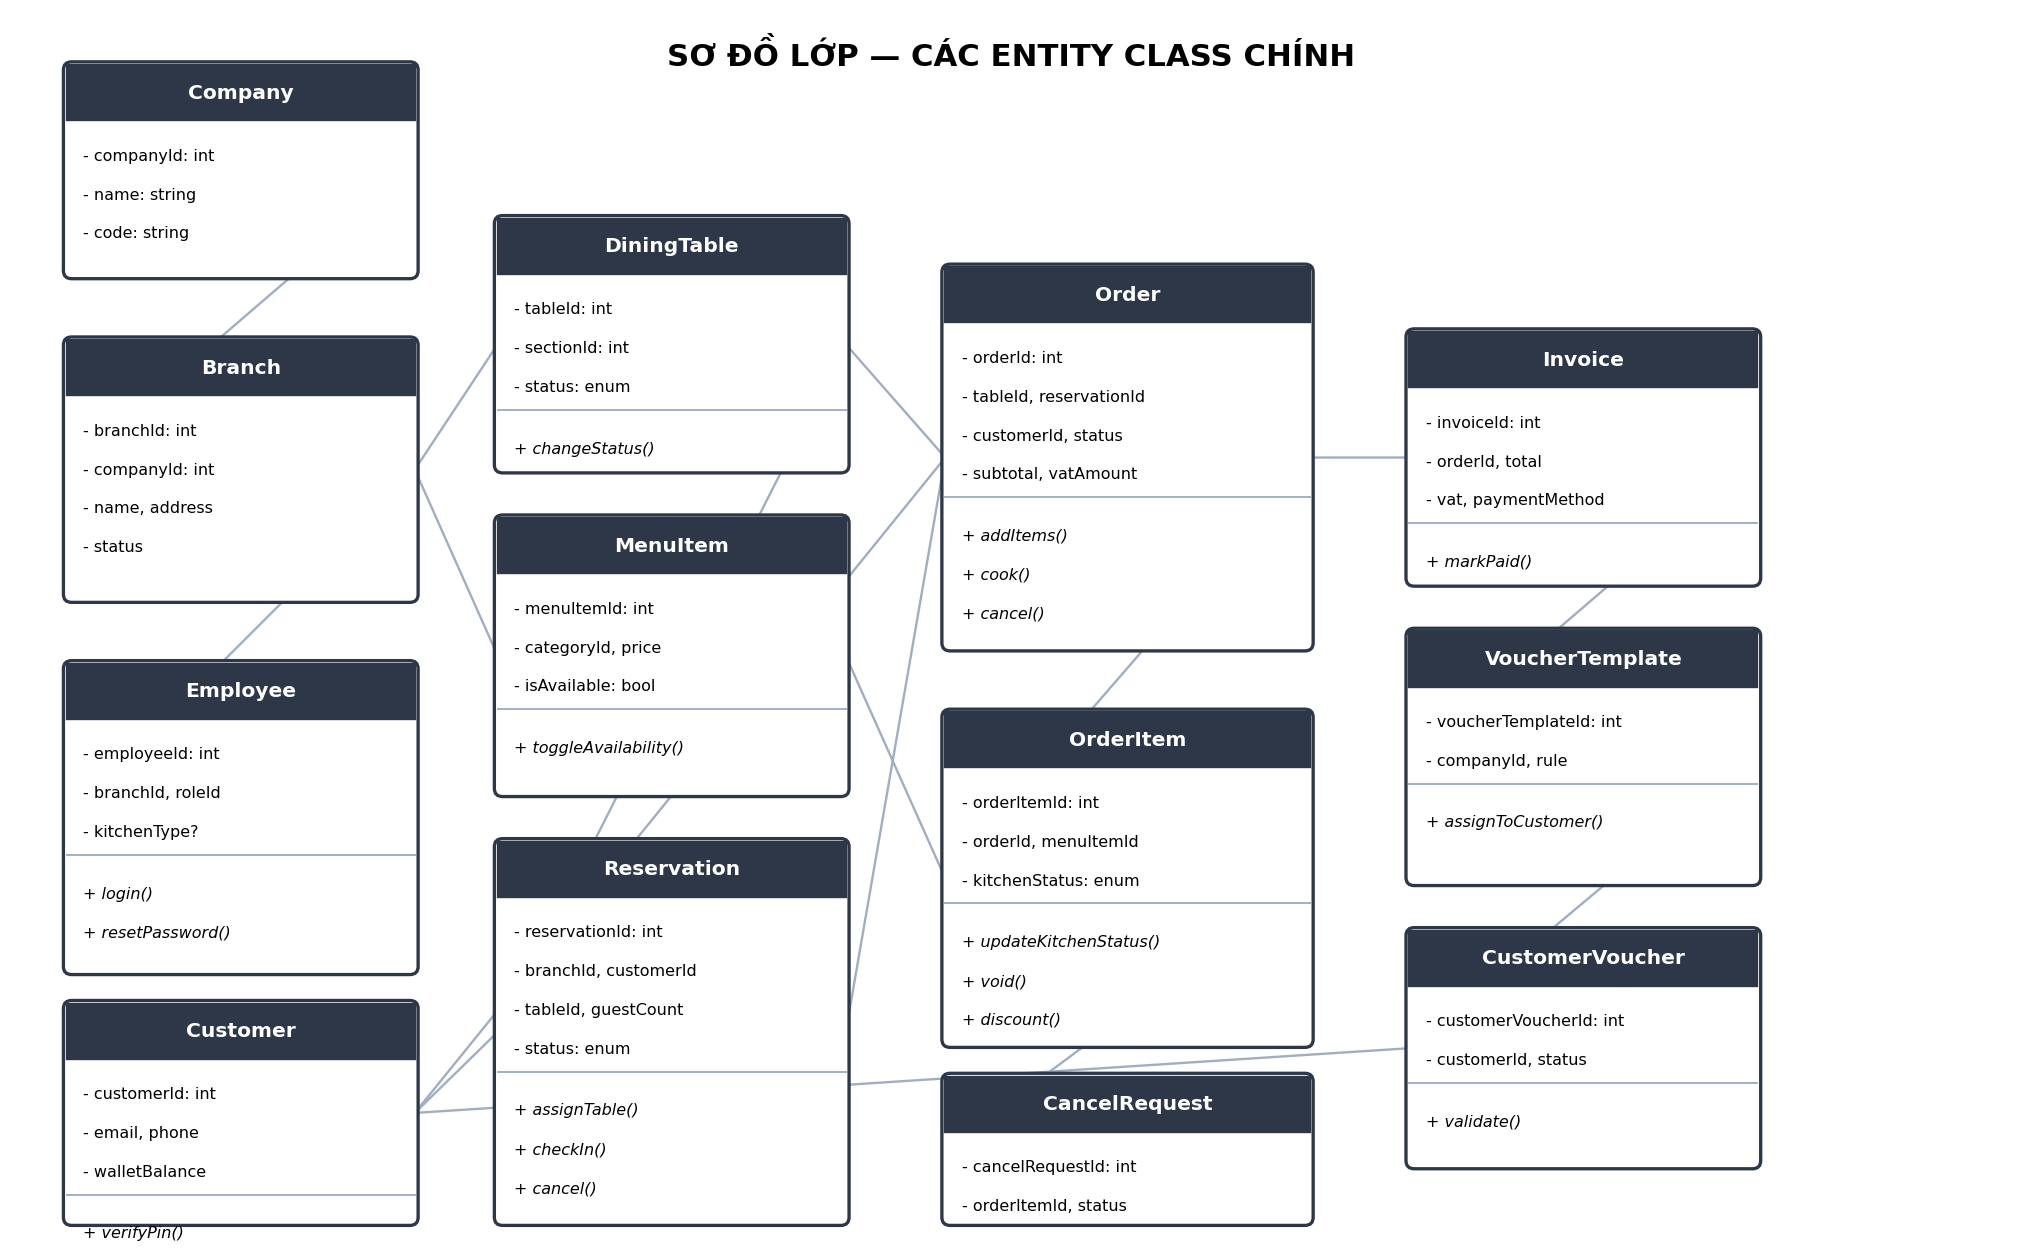 SƠ ĐỒ LỚP — CÁC ENTITY CLASS CHÍNH
Company
- companyId: int
- name: string
- code: string
Branch
- branchId: int
- companyId: int
- name, address
- status
Employee
- employeeId: int
- branchId, roleId
- kitchenType?
+ login()
+ resetPassword()
Customer
- customerId: int
- email, phone
- walletBalance
+ verifyPin()
DiningTable
- tableId: int
- sectionId: int
- status: enum
+ changeStatus()
MenuItem
- menuItemId: int
- categoryId, price
- isAvailable: bool
+ toggleAvailability()
Reservation
- reservationId: int
- branchId, customerId
- tableId, guestCount
- status: enum
+ assignTable()
+ checkIn()
+ cancel()
Order
- orderId: int
- tableId, reservationId
- customerId, status
- subtotal, vatAmount
+ addItems()
+ cook()
+ cancel()
OrderItem
- orderItemId: int
- orderId, menuItemId
- kitchenStatus: enum
+ updateKitchenStatus()
+ void()
+ discount()
CancelRequest
- cancelRequestId: int
- orderItemId, status
Invoice
- invoiceId: int
- orderId, total
- vat, paymentMethod
+ markPaid()
VoucherTemplate
- voucherTemplateId: int
- companyId, rule
+ assignToCustomer()
CustomerVoucher
- customerVoucherId: int
- customerId, status
+ validate()